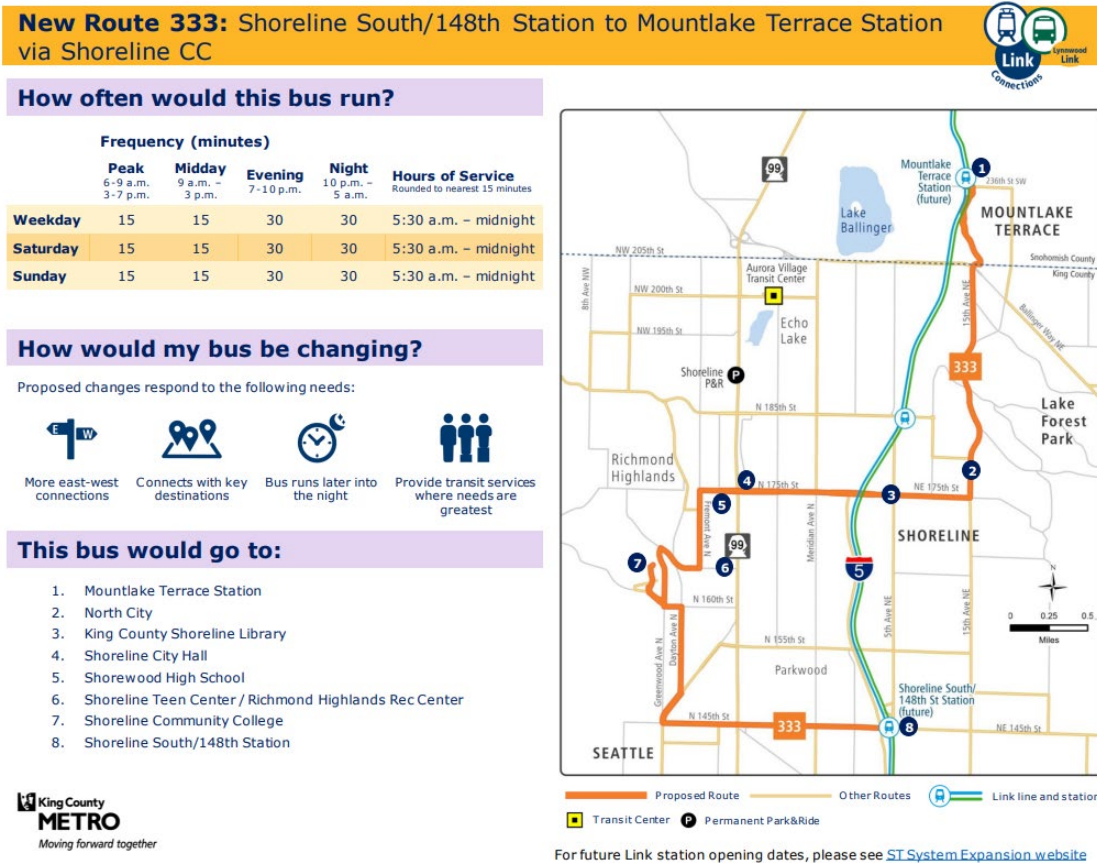 New Route 333: Shoreline South/148th Station to Mountlake Terrace Station
via Shoreline CC
Link
Connections
Lynnwood
Link
How often would this bus run?
Frequency (minutes)
Peak
6-9 a.m.
3-7 p.m.
Midday
9 a.m. –
3 p.m.
Evening
7-10 p.m.
Night
10 p.m. –
5 a.m.
Hours of Service
Rounded to nearest 15 minutes
Weekday 15 15 30 30 5:30 a.m. – midnight
Saturday 15 15 30 30 5:30 a.m. – midnight
Sunday 15 15 30 30 5:30 a.m. – midnight
How would my bus be changing?
Proposed changes respond to the following needs:
E
W
More east-west
connections
Connects with key
destinations
Bus runs later into
the night
Provide transit services
where needs are
greatest
This bus would go to:
1. Mountlake Terrace Station
2. North City
3. King County Shoreline Library
4. Shoreline City Hall
5. Shorewood High School
6. Shoreline Teen Center / Richmond Highlands Rec Center
7. Shoreline Community College
8. Shoreline South/148th Station
King County
METRO
Moving forward together
99
Mountlake
Terrace
Station
(future)
1
236th St SW
Lake
Ballinger
MOUNTLAKE
TERRACE
NW 205th St
Snohomish County
King County
Aurora Village
Transit Center
8th Ave NW
NW 200th St
15th Ave NE
Ballinger Way NE
Echo
Lake
NW 195th St
Shoreline
P&R
P
333
N 185th St
Lake
Forest
Park
Richmond
Highlands
4
N 175th St
2
NE 175th St
3
5
Fremont Ave N
Meridian Ave N
SHORELINE
99
6
7
5
N
N 160th St
0 0.25 0.5
Miles
Greenwood Ave N
Dayton Ave N
N 155th St
5th Ave NE
15th Ave NE
Parkwood
Shoreline South/
148th St Station
(future)
N 145th St
333
8
NE 145th St
SEATTLE
Proposed Route
Other Routes
Link line and station
Transit Center
P
Permanent Park&Ride
For future Link station opening dates, please see ST System Expansion website